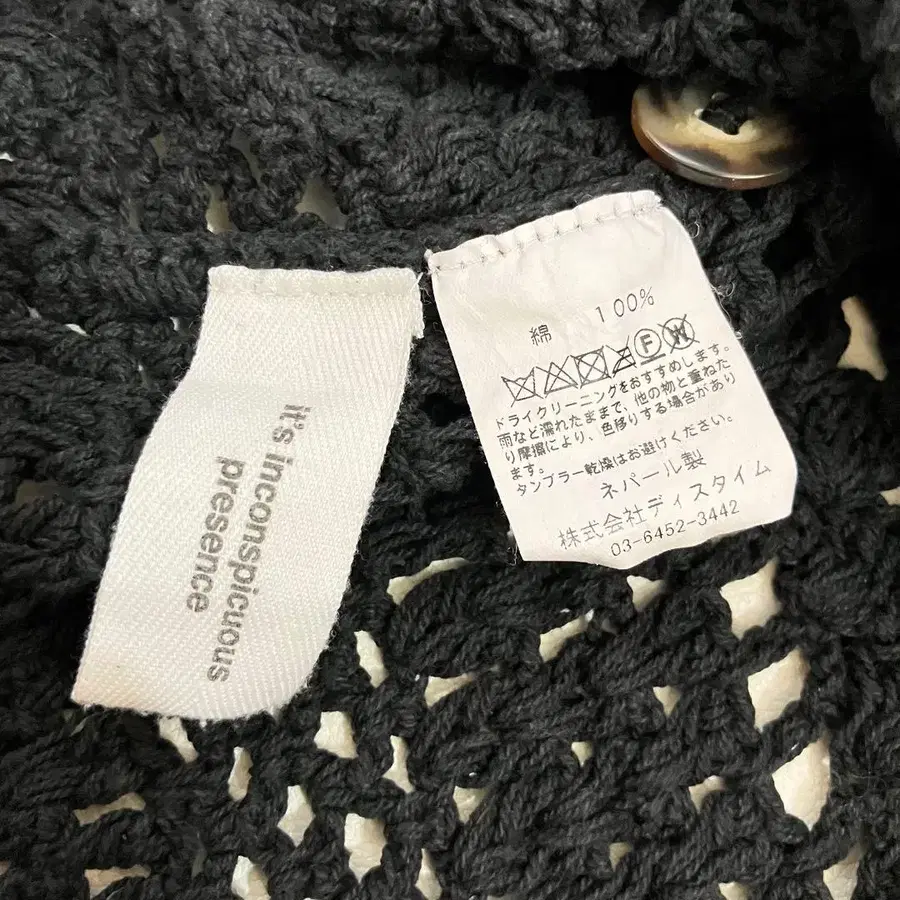 it's inconspicuous
presence
綿 100%
F W
ドライクリーニングをおすすめします。
雨など濡れたままで、他の物と重ねた
り摩擦により、色移りする場合があり
ます。
タンブラー乾燥はお避けください。
ネパール製
株式会社ディスタイム
03-6452-3442